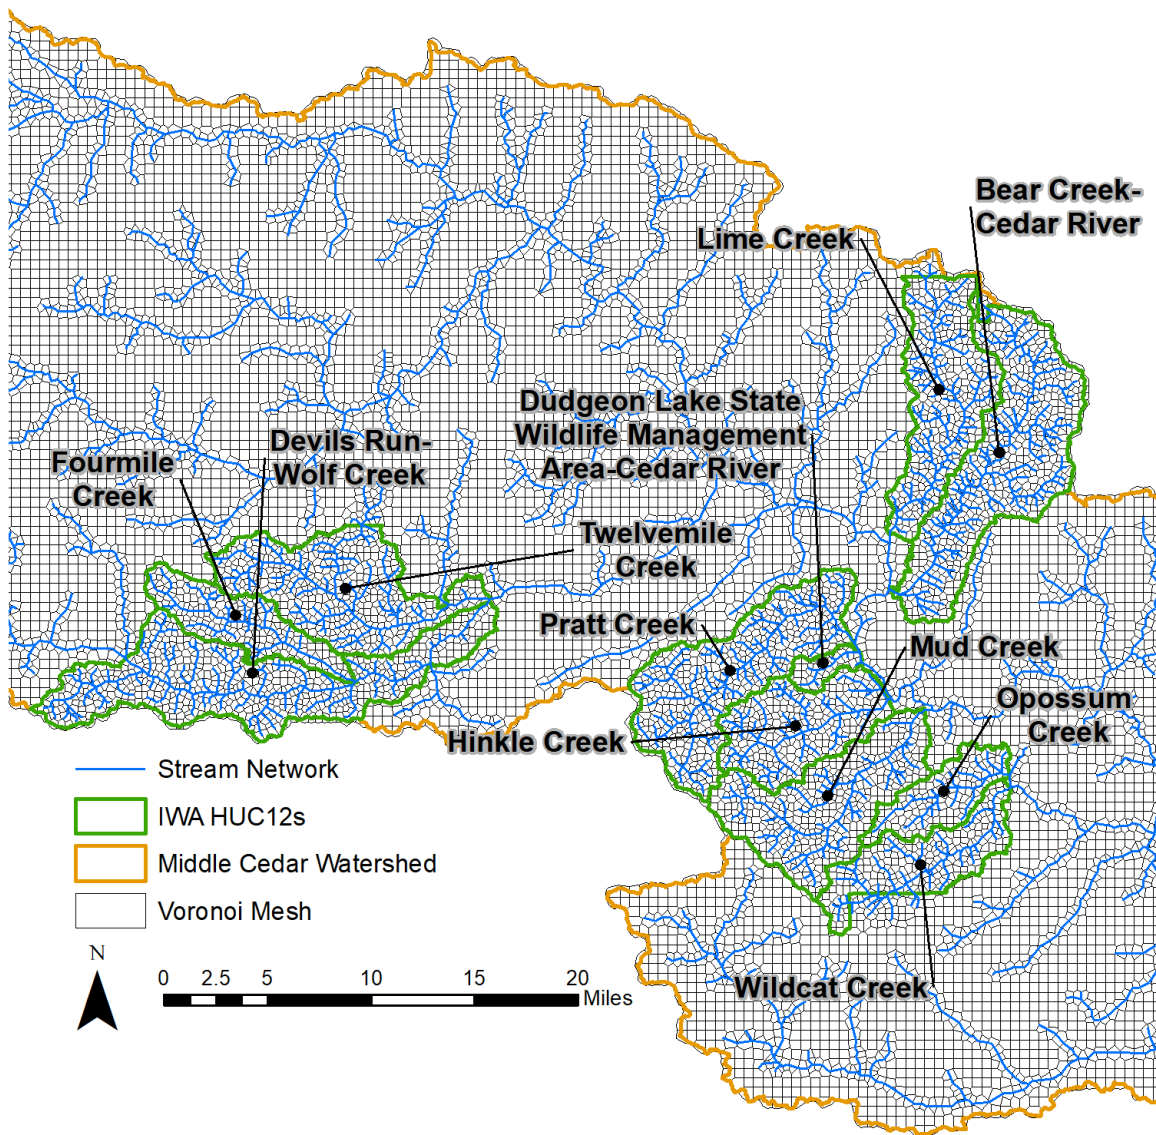 Bear Creek-
Cedar River
Lime Creek
Dudgeon Lake State
Wildlife Management
Area-Cedar River
Devils Run-
Wolf Creek
Fourmile
Creek
Twelvemile
Creek
Pratt Creek
Mud Creek
Opossum
Creek
Hinkle Creek
Stream Network
IWA HUC12s
Middle Cedar Watershed
Voronoi Mesh
N
0 2.5 5 10 15 20
Miles
Wildcat Creek